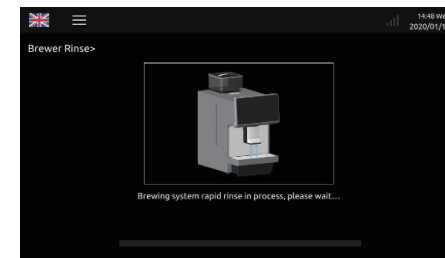 14:48 We
2020/01/1
Brewer Rinse>
Brewing system rapid rinse in process, please wait...